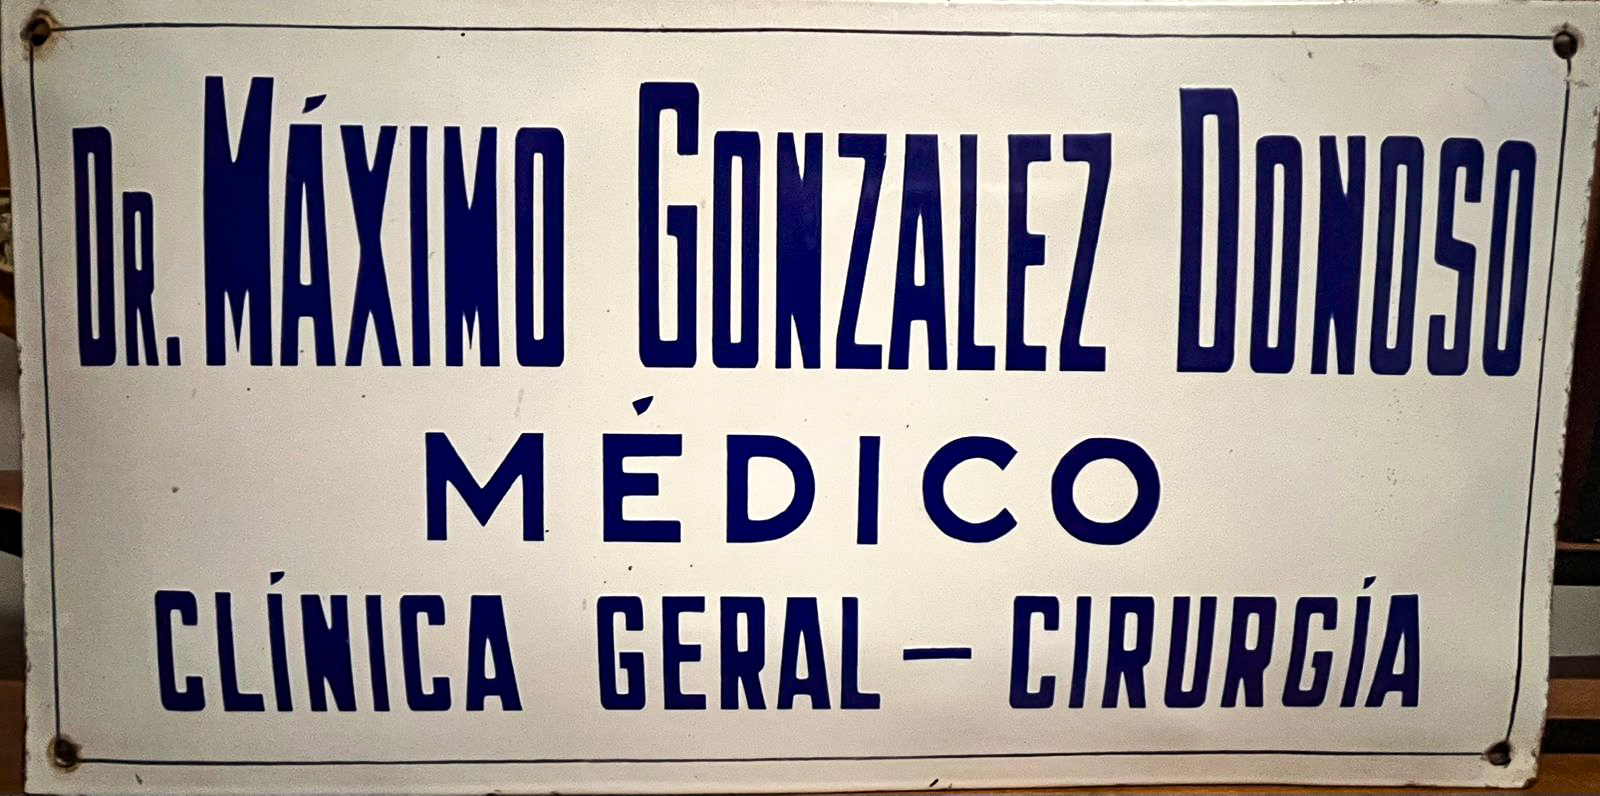 DR. MÁXIMO GONZALEZ DONOSO
MÉDICO
CLÍNICA GERAL — CIRURGÍA